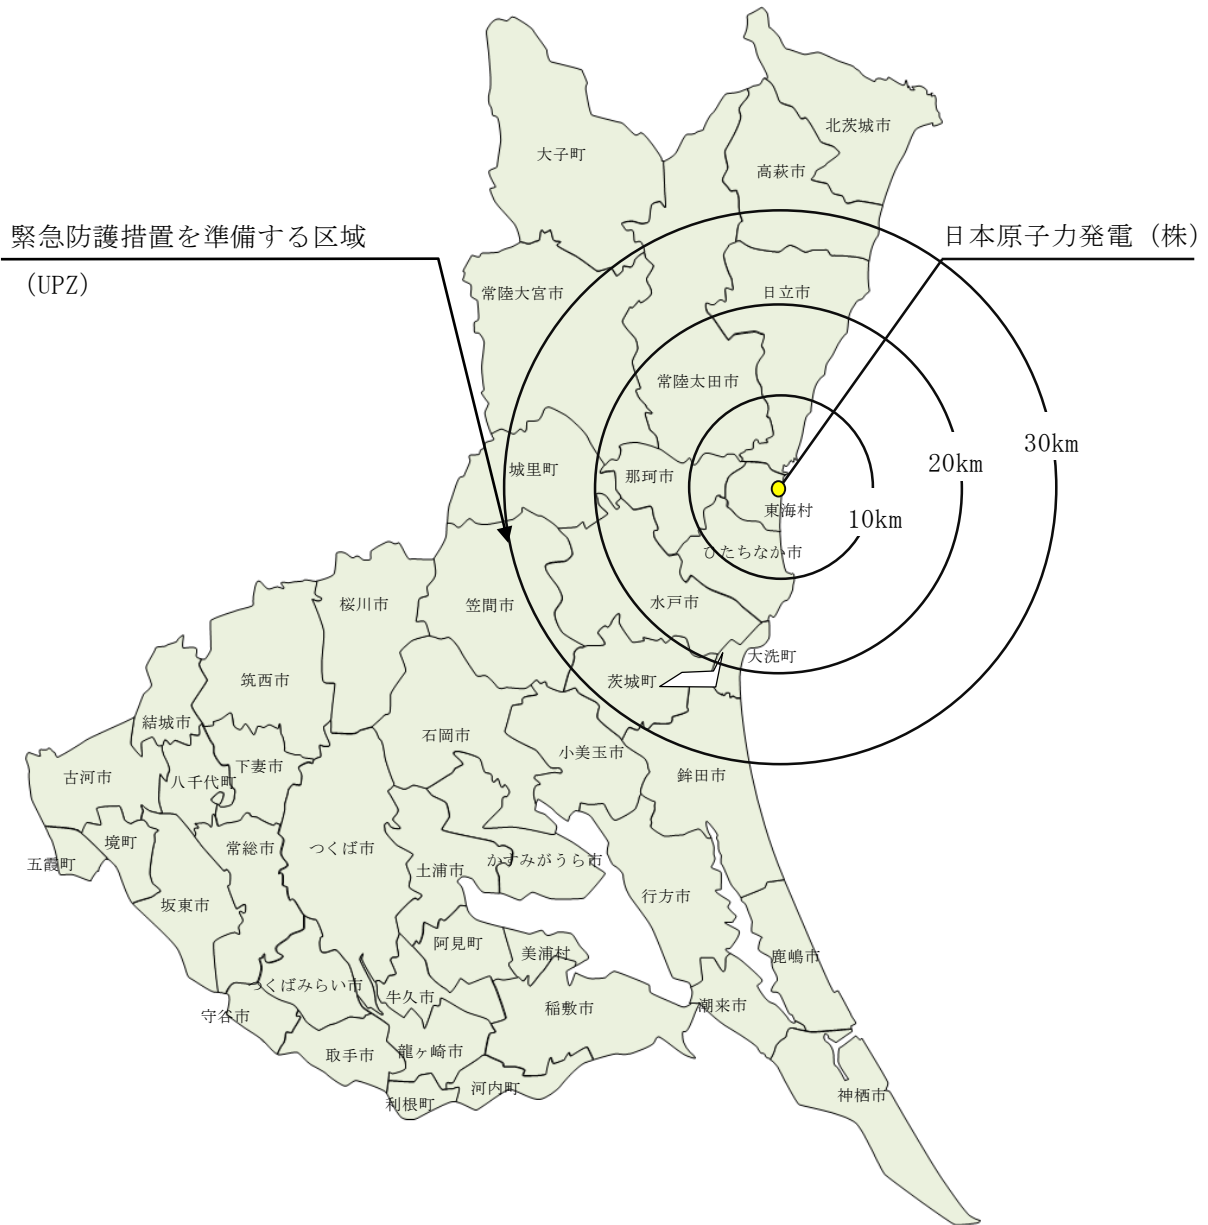 北茨城市
大子町
高萩市
緊急防護措置を準備する区域
(UPZ)
日本原子力発電（株）
常陸大宮市
日立市
常陸太田市
30km
20km
城里町
那珂市
東海村
10km
ひたちなか市
桜川市
笠間市
水戸市
大洗町
筑西市
茨城町
結城市
石岡市
小美玉市
古河市
八千代町
下妻市
鉾田市
境町
常総市
つくば市
五霞町
土浦市
かすみがうら市
坂東市
行方市
阿見町
美浦村
鹿嶋市
つくばみらい市
牛久市
稲敷市
潮来市
守谷市
取手市
龍ヶ崎市
河内町
利根町
神栖市